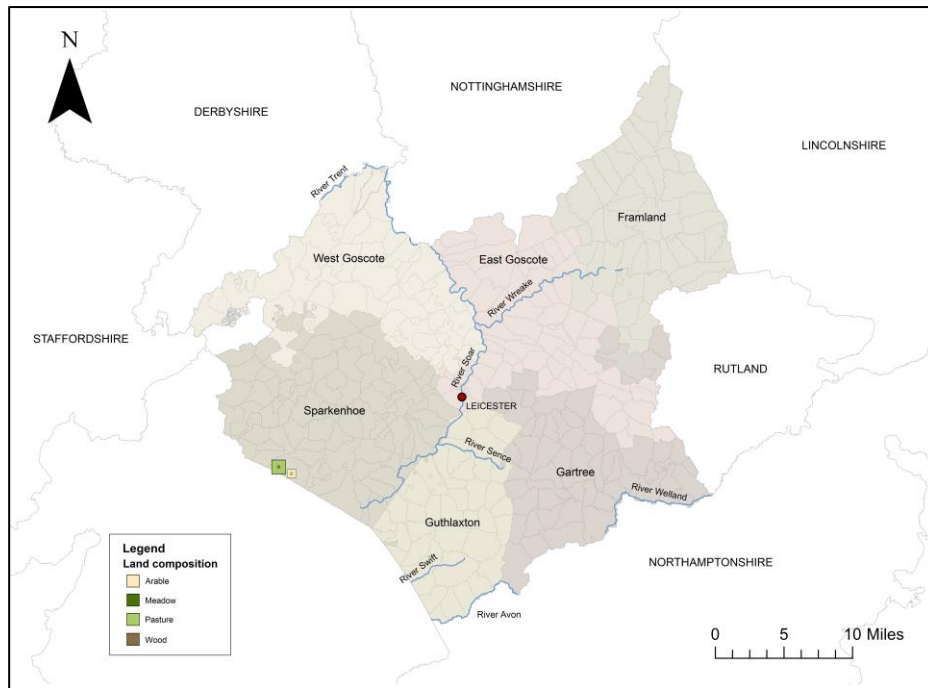 N
NOTTINGHAMSHIRE
DERBYSHIRE
LINCOLNSHIRE
River Trent
Framland
West Goscote
East Goscote
River Wreake
STAFFORDSHIRE
RUTLAND
River Soar
Sparkenhoe
LEICESTER
River Sence
Gartree
River Welland
Guthlaxton
Legend
Land composition
Arable
Meadow
Pasture
Wood
River Swift
NORTHAMPTONSHIRE
River Avon
0 5 10 Miles